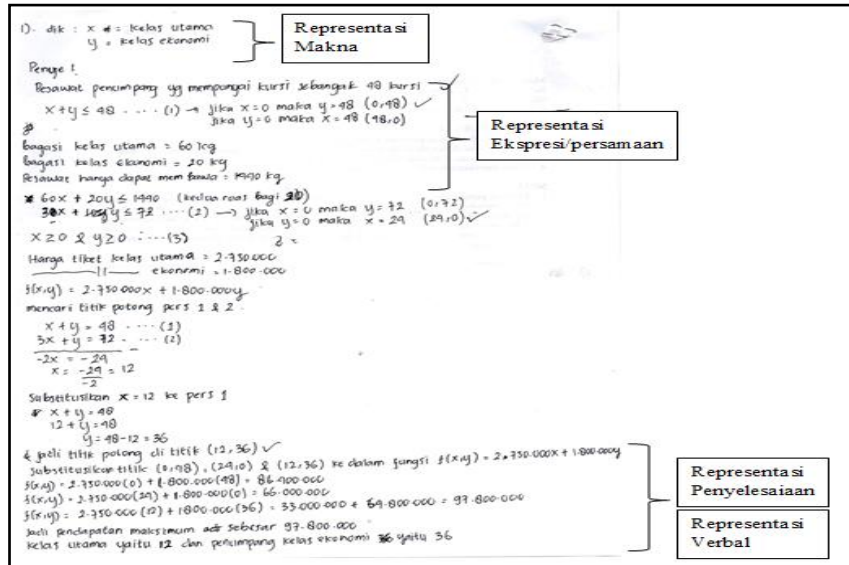 1). dik : x = kelas utama
y = kelas ekonomi
Representasi
Makna
Penye :
Pesawat penumpang yg mempunyai kursi sebanyak 48 kursi
x+y ≤ 48 .... (1) → jika x=0 maka y=48 (0,48) ✓
jika y=0 maka x=48 (48,0)
Representasi
Ekspresi/persamaan
bagasi kelas utama = 60 kg
bagasi kelas ekonomi = 20 kg
Pesawat hanya dapat mem bawa = 1440 kg
60x + 20y ≤ 1440 (kedua ruas bagi 20)
3x + y ≤ 72 .... (2) → jika x = 0 maka y = 72 (0,72)
jika y=0 maka x = 24 (24,0) ✓
x ≥ 0 & y ≥ 0 ....(3)
2 =
Harga tiket kelas utama = 2.750.000
——— 11 —— ekonomi = 1.800.000
f(x,y) = 2.750.000x + 1.800.000y
mencari titik potong pers 1 & 2
x + y = 48 .... (1)
3x + y = 72 .... (2)
-2x = -24
x = -24/-2 = 12
Substitusikan x = 12 ke pers 1
x + y = 48
12 + y = 48
y = 48-12 = 36
jadi titik potong di titik (12,36) ✓
Substitusikan titik (0,48), (24,0) & (12,36) ke dalam fungsi f(x,y) = 2.750.000x + 1.800.000y
f(x,y) = 2.750.000(0) + 1.800.000(48) = 86.400.000
f(x,y) = 2.750.000(24) + 1.800.000(0) = 66.000.000
f(x,y) = 2.750.000(12) + 1800.000(36) = 33.000.000 + 64.800.000 = 97.800.000
Jadi pendapatan maksimum sebesar 97.800.000
kelas utama yaitu 12 dan penumpang kelas ekonomi yaitu 36
Representasi
Penyelesaiaan
Representasi
Verbal